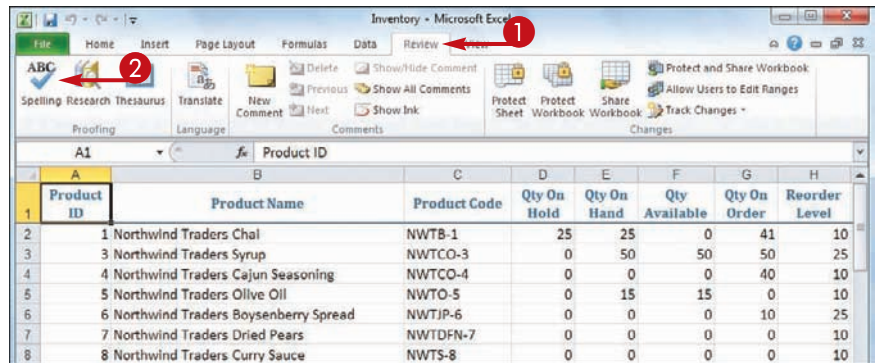 Inventory - Microsoft Excel
1
File Home Insert Page Layout Formulas Data Review View
2
ABC
Spelling Research Thesaurus
Proofing
Translate
Language
New Comment
Delete
Previous
Next
Show/Hide Comment
Show All Comments
Show Ink
Comments
Protect Sheet
Protect Workbook
Share Workbook
Protect and Share Workbook
Allow Users to Edit Ranges
Track Changes
Changes
A1 fx Product ID
A B C D E F G H
1 Product ID Product Name Product Code Qty On Hold Qty On Hand Qty Available Qty On Order Reorder Level
2 1 Northwind Traders Chai NWTB-1 25 25 0 41 10
3 3 Northwind Traders Syrup NWTCO-3 0 50 50 50 25
4 4 Northwind Traders Cajun Seasoning NWTCO-4 0 0 0 40 10
5 5 Northwind Traders Olive Oil NWTO-5 0 15 15 0 10
6 6 Northwind Traders Boysenberry Spread NWTJP-6 0 0 0 10 25
7 7 Northwind Traders Dried Pears NWTDFN-7 0 0 0 0 10
8 8 Northwind Traders Curry Sauce NWTS-8 0 0 0 0 10